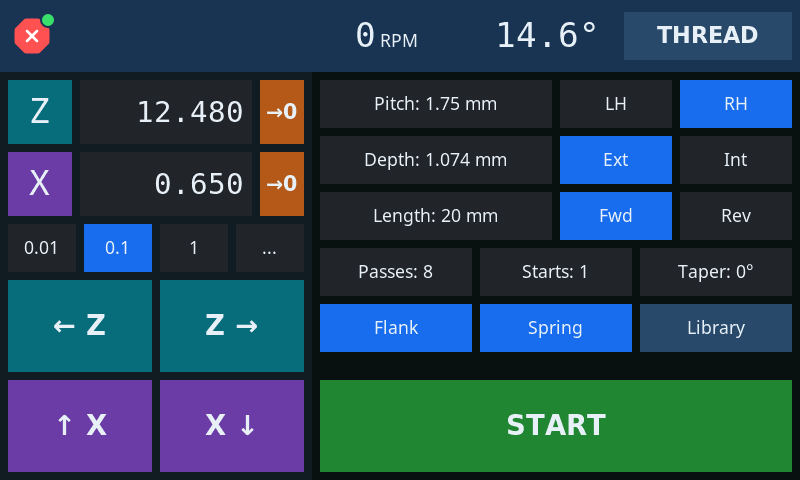 0 RPM 14.6° THREAD
Z 12.480 →0
X 0.650 →0
0.01 0.1 1 ...
← Z Z →
↑ X X ↓
Pitch: 1.75 mm LH RH
Depth: 1.074 mm Ext Int
Length: 20 mm Fwd Rev
Passes: 8 Starts: 1 Taper: 0°
Flank Spring Library
START